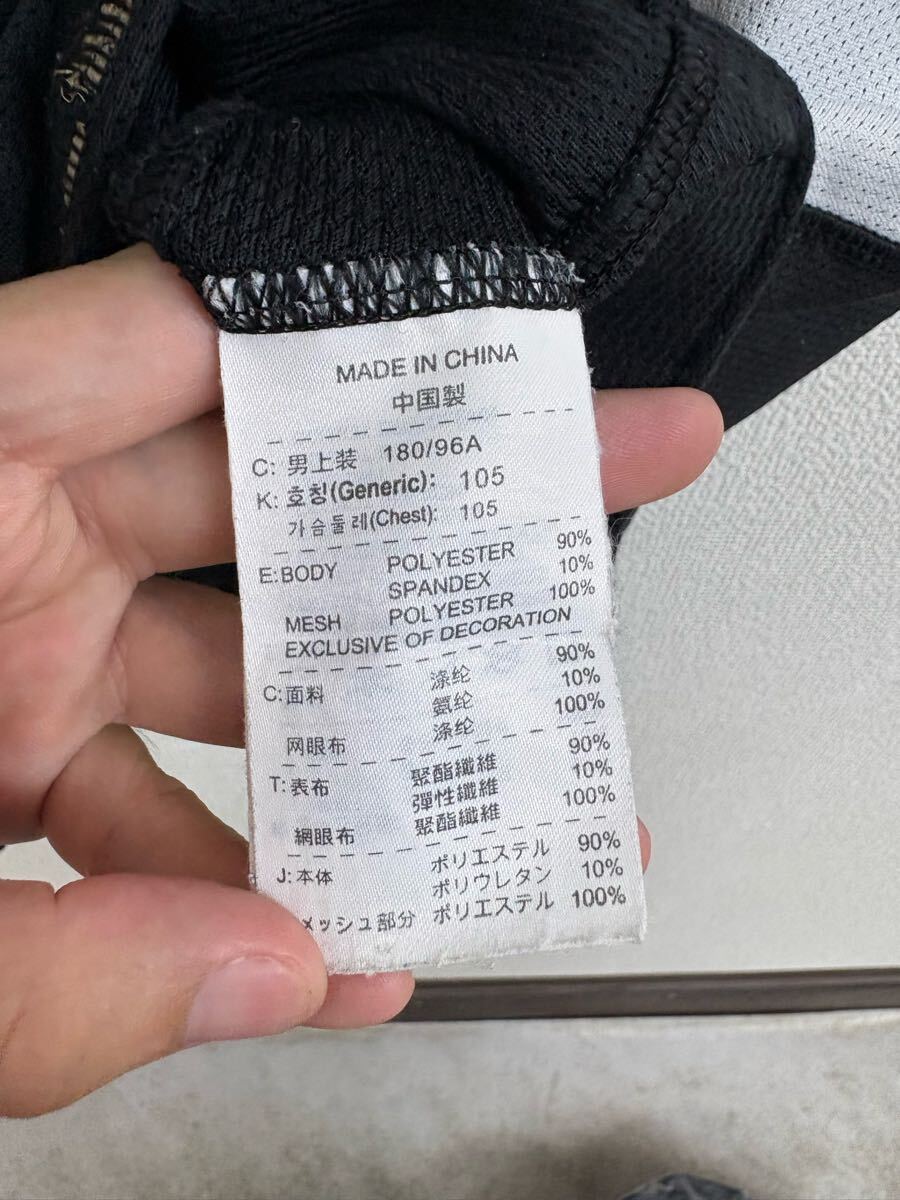 MADE IN CHINA
中国製
C: 男上装 180/96A
K: 호칭(Generic): 105
가슴둘레(Chest): 105
E: BODY POLYESTER 90%
SPANDEX 10%
MESH POLYESTER 100%
EXCLUSIVE OF DECORATION
C: 面料 涤纶 90%
氨纶 10%
网眼布 涤纶 100%
T: 表布 聚酯纖維 90%
彈性纖維 10%
網眼布 聚酯纖維 100%
J: 本体 ポリエステル 90%
ポリウレタン 10%
メッシュ部分 ポリエステル 100%